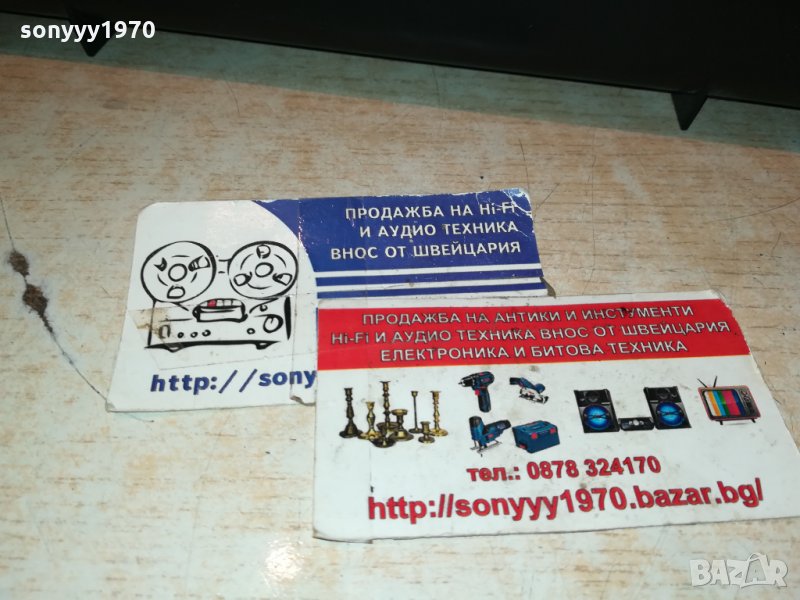 sonyyy1970
ПРОДАЖБА НА Hi-Fi
И АУДИО ТЕХНИКА
ВНОС ОТ ШВЕЙЦАРИЯ
http://sony
ПРОДАЖБА НА АНТИКИ И ИНСТУМЕНТИ
Hi-Fi И АУДИО ТЕХНИКА ВНОС ОТ ШВЕЙЦАРИЯ
ЕЛЕКТРОНИКА И БИТОВА ТЕХНИКА
тел.: 0878 324170
http://sonyyy1970.bazar.bg/
BAZAR